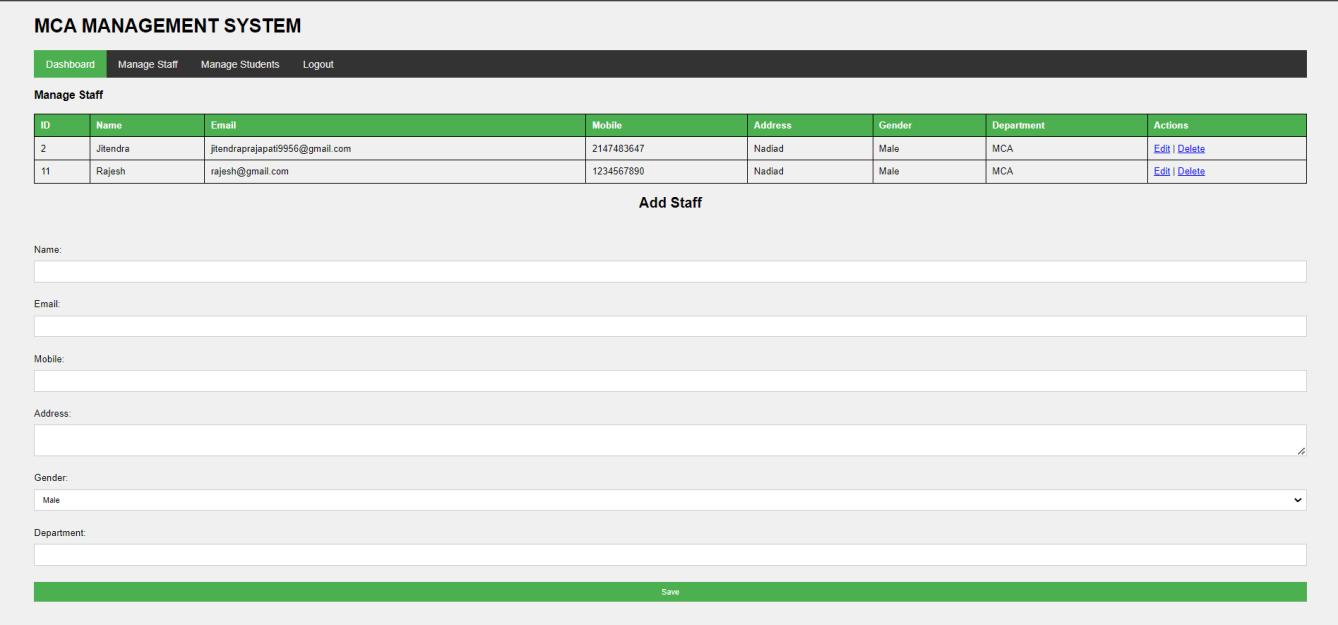 MCA MANAGEMENT SYSTEM
Dashboard Manage Staff Manage Students Logout
Manage Staff
ID Name Email Mobile Address Gender Department Actions
2 Jitendra jitendraprajapati9956@gmail.com 2147483647 Nadiad Male MCA Edit | Delete
11 Rajesh rajesh@gmail.com 1234567890 Nadiad Male MCA Edit | Delete
Add Staff
Name:
Email:
Mobile:
Address:
Gender:
Male
Department:
Save